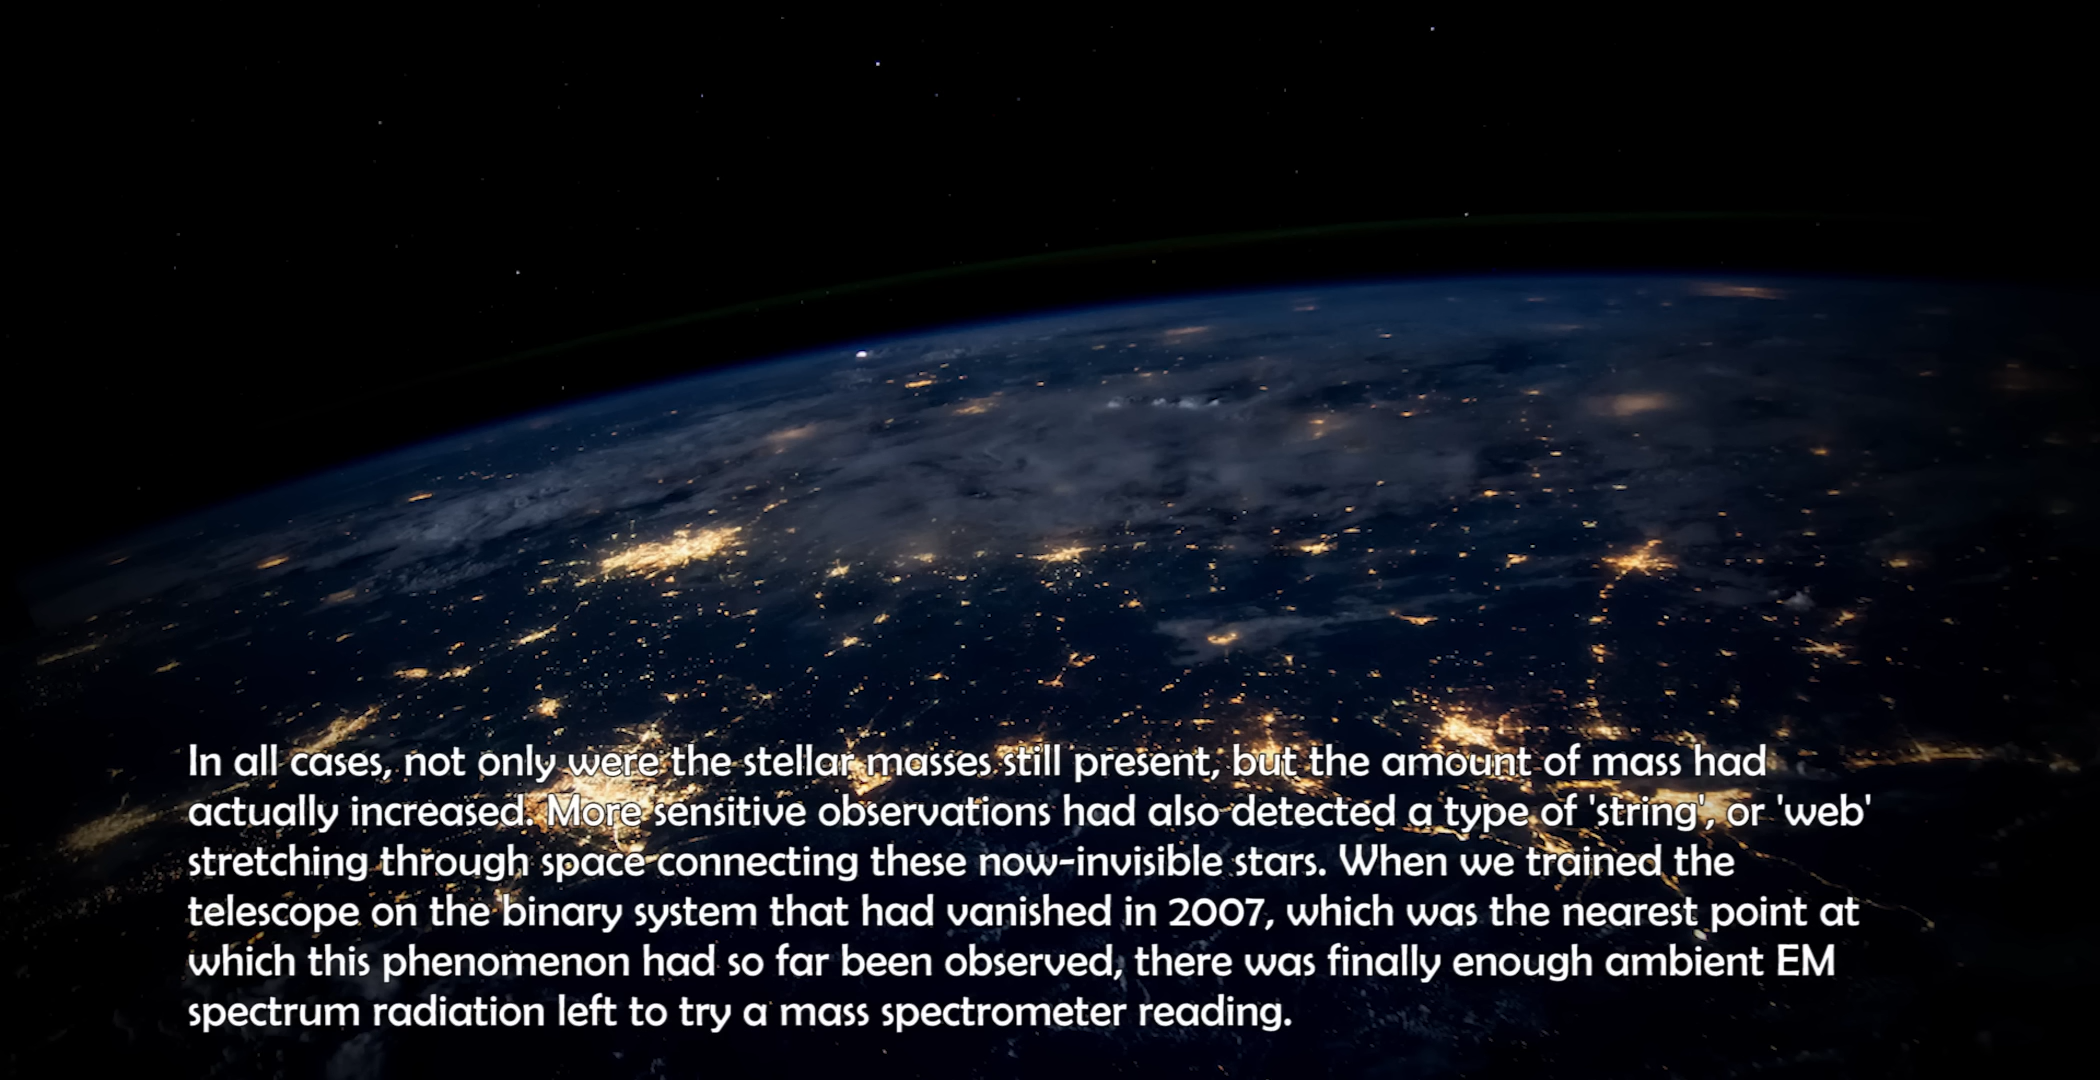 In all cases, not only were the stellar masses still present, but the amount of mass had
actually increased. More sensitive observations had also detected a type of 'string', or 'web'
stretching through space connecting these now-invisible stars. When we trained the
telescope on the binary system that had vanished in 2007, which was the nearest point at
which this phenomenon had so far been observed, there was finally enough ambient EM
spectrum radiation left to try a mass spectrometer reading.